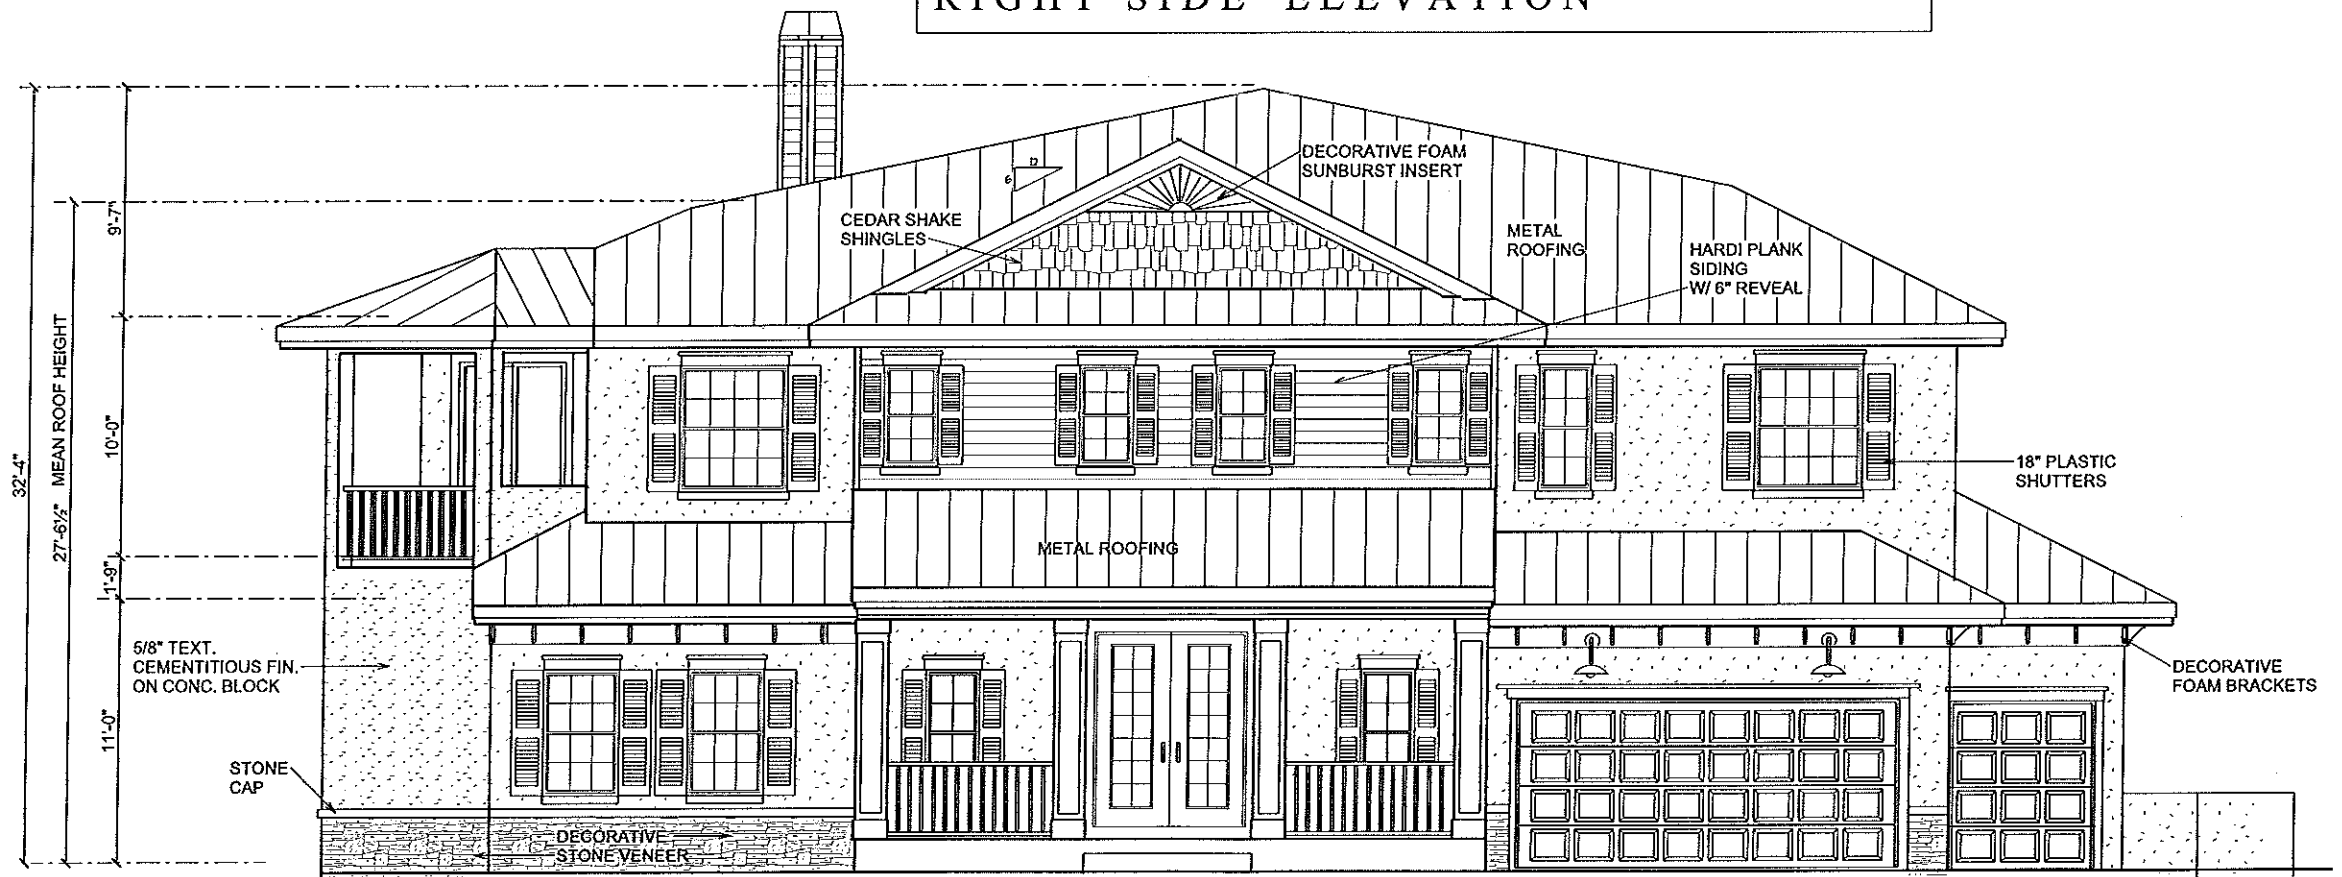 RIGHT SIDE ELEVATION
12
6
DECORATIVE FOAM
SUNBURST INSERT
CEDAR SHAKE
SHINGLES
METAL
ROOFING
HARDI PLANK
SIDING
W/ 6" REVEAL
9'-7"
32'-4"
27'-6½" MEAN ROOF HEIGHT
10'-0"
18" PLASTIC
SHUTTERS
METAL ROOFING
1'-9"
5/8" TEXT.
CEMENTITIOUS FIN.
ON CONC. BLOCK
DECORATIVE
FOAM BRACKETS
11'-0"
STONE
CAP
DECORATIVE
STONE VENEER